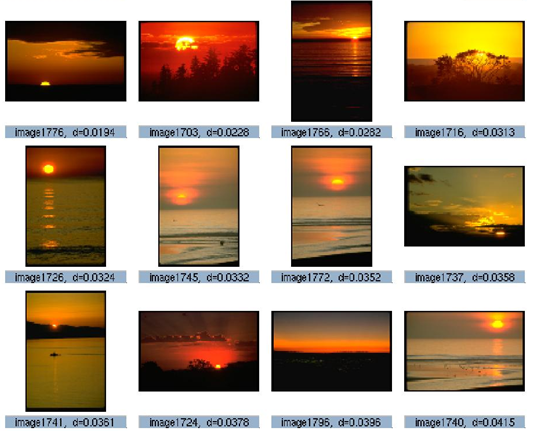 image1776, d=0.0194
image1703, d=0.0228
image1766, d=0.0282
image1716, d=0.0313
image1726, d=0.0324
image1745, d=0.0332
image1772, d=0.0352
image1737, d=0.0358
image1741, d=0.0361
image1724, d=0.0378
image1796, d=0.0396
image1740, d=0.0415